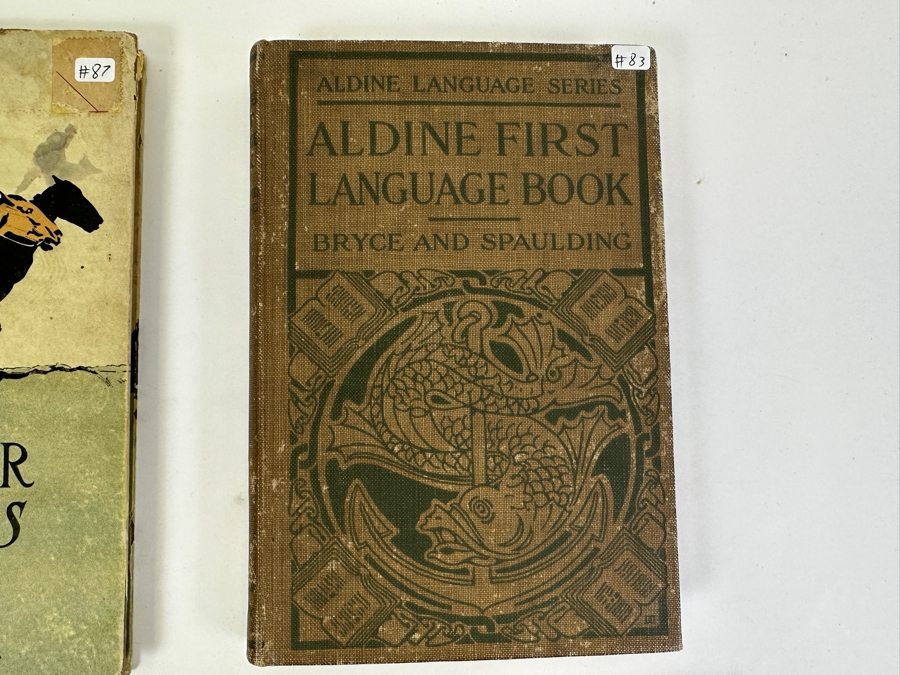 #87
R
S
#83
ALDINE LANGUAGE SERIES
ALDINE FIRST
LANGUAGE BOOK
BRYCE AND SPAULDING